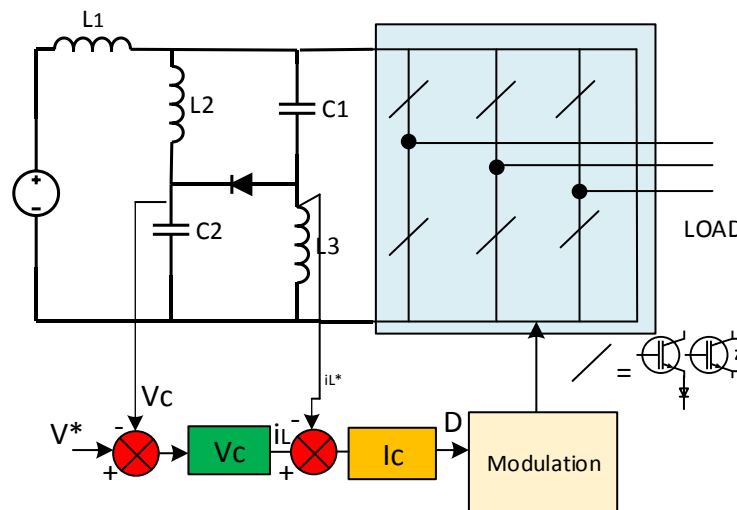 L1
L2
C1
+
-
C2
L3
LOAD
=
z
Vc
iL*
V*
-
+
Vc
iL
-
+
Ic
D
Modulation